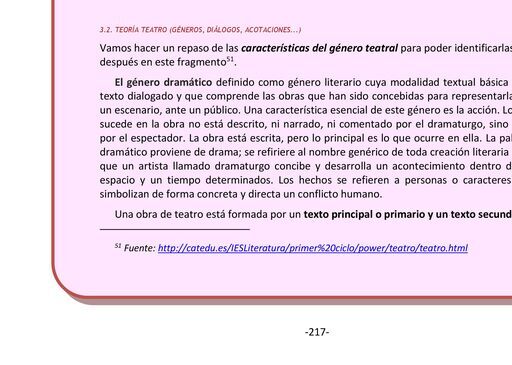 3.2. TEORÍA TEATRO (GÉNEROS, DIÁLOGOS, ACOTACIONES...)
Vamos hacer un repaso de las características del género teatral para poder identificarlas
después en este fragmento51.
El género dramático definido como género literario cuya modalidad textual básica
texto dialogado y que comprende las obras que han sido concebidas para representarla
un escenario, ante un público. Una característica esencial de este género es la acción. Lo
sucede en la obra no está descrito, ni narrado, ni comentado por el dramaturgo, sino
por el espectador. La obra está escrita, pero lo principal es lo que ocurre en ella. La pal
dramático proviene de drama; se refiriere al nombre genérico de toda creación literaria
que un artista llamado dramaturgo concibe y desarrolla un acontecimiento dentro d
espacio y un tiempo determinados. Los hechos se refieren a personas o caracteres
simbolizan de forma concreta y directa un conflicto humano.
Una obra de teatro está formada por un texto principal o primario y un texto secund
51 Fuente: http://catedu.es/IESLiteratura/primer%20ciclo/power/teatro/teatro.html
-217-